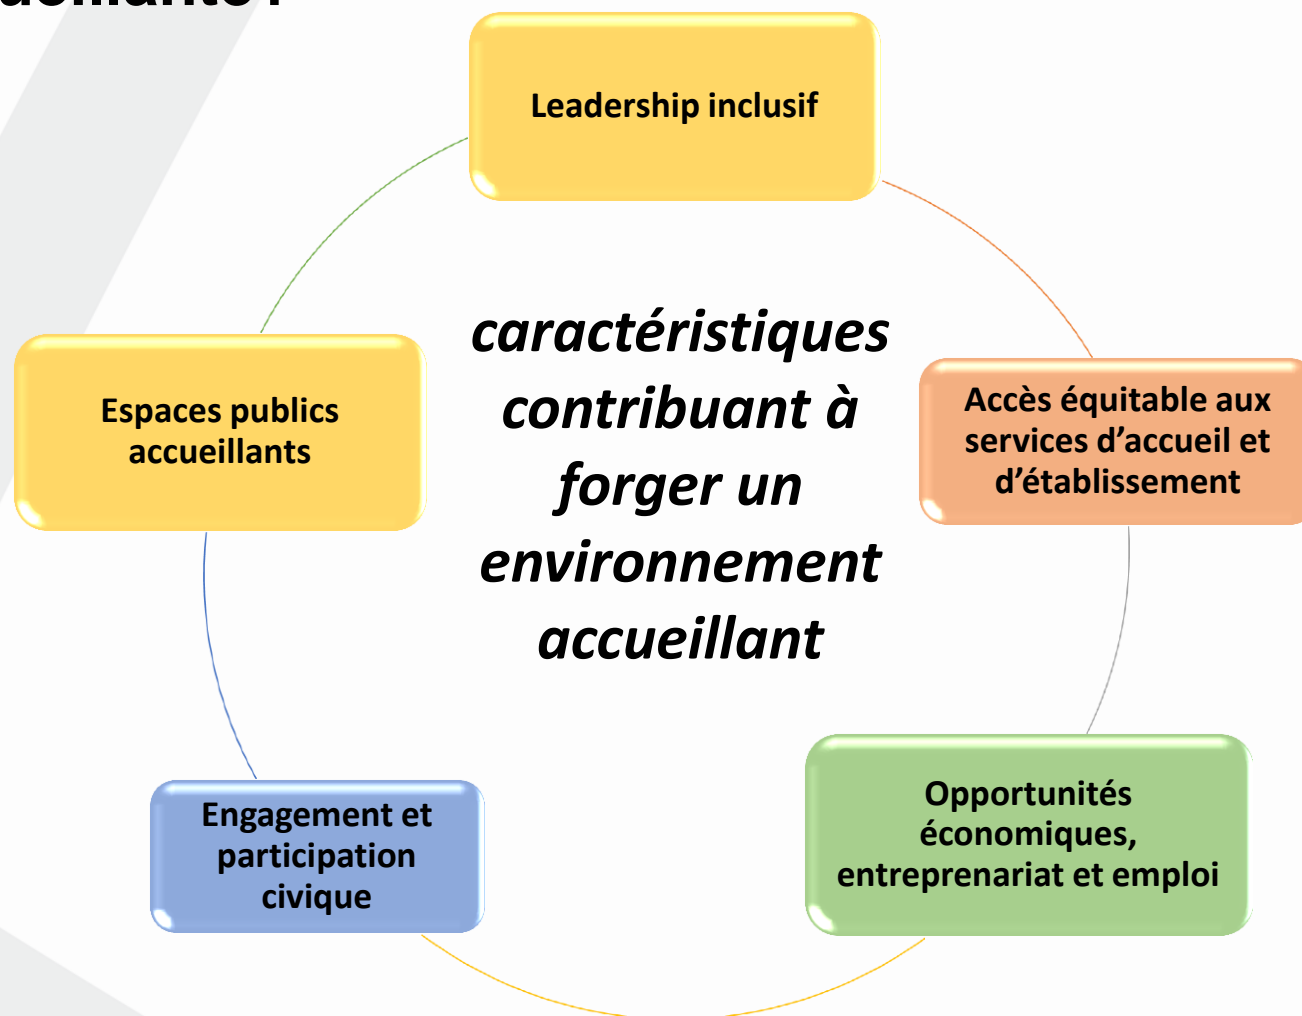 Leadership inclusif
caractéristiques
contribuant à
forger un
environnement
accueillant
Accès équitable aux
services d’accueil et
d’établissement
Opportunités
économiques,
entreprenariat et emploi
Engagement et
participation
civique
Espaces publics
accueillants